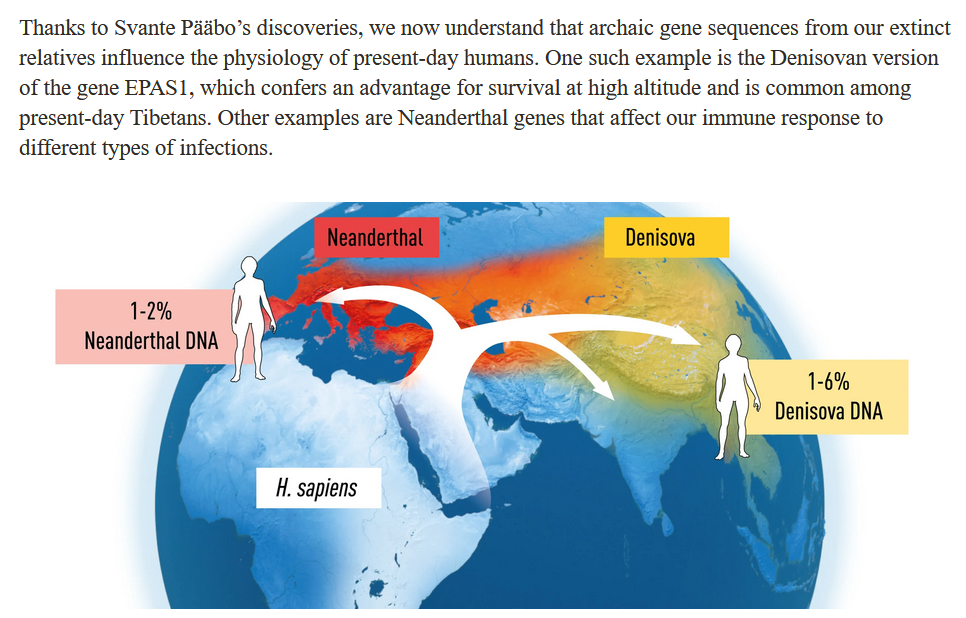 Thanks to Svante Pääbo’s discoveries, we now understand that archaic gene sequences from our extinct
relatives influence the physiology of present-day humans. One such example is the Denisovan version
of the gene EPAS1, which confers an advantage for survival at high altitude and is common among
present-day Tibetans. Other examples are Neanderthal genes that affect our immune response to
different types of infections.
Neanderthal
Denisova
1-2%
Neanderthal DNA
1-6%
Denisova DNA
H. sapiens